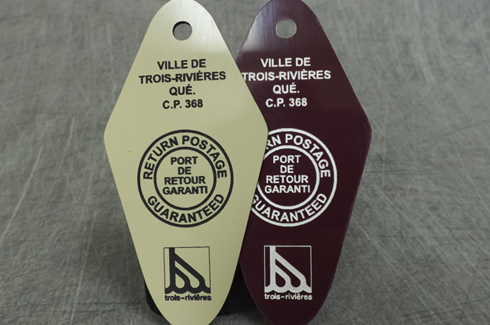 VILLE DE
TROIS-RIVIÈRES
QUÉ.
C.P. 368
RETURN POSTAGE
PORT
DE
RETOUR
GARANTI
GUARANTEED
trois-rivières
VILLE DE
TROIS-RIVIÈRES
QUÉ.
C.P. 368
RETURN POSTAGE
PORT
DE
RETOUR
GARANTI
GUARANTEED
trois-rivières